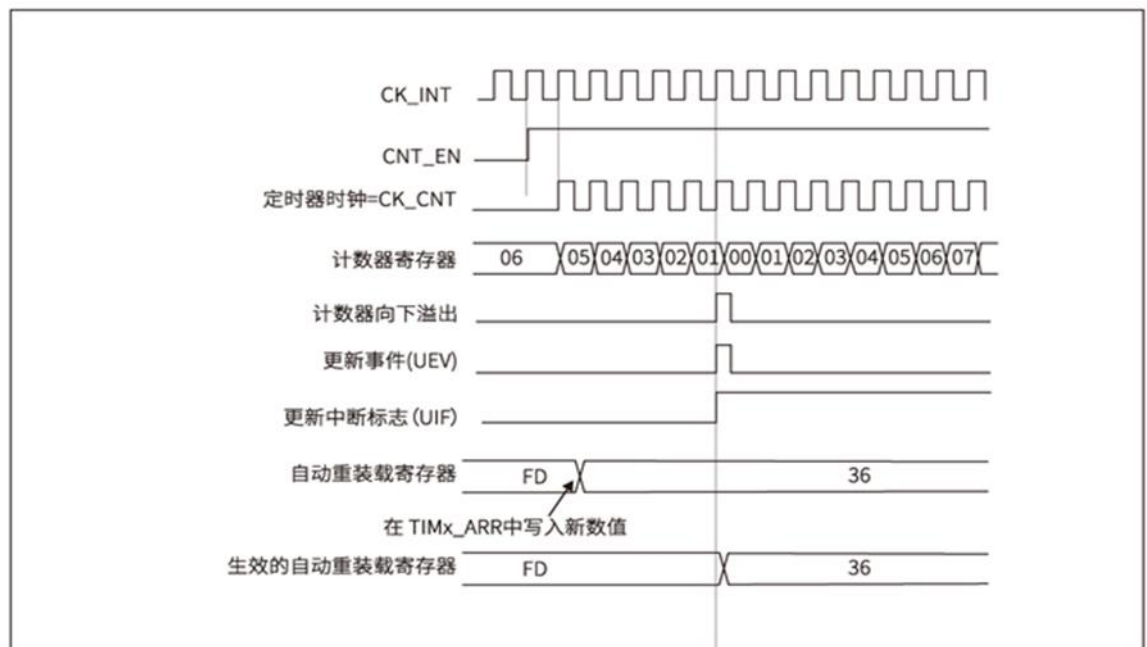 CK_INT
CNT_EN
定时器时钟=CK_CNT
计数器寄存器 06 05 04 03 02 01 00 01 02 03 04 05 06 07
计数器向下溢出
更新事件(UEV)
更新中断标志(UIF)
自动重装载寄存器 FD 36
在 TIMx_ARR中写入新数值
生效的自动重装载寄存器 FD 36